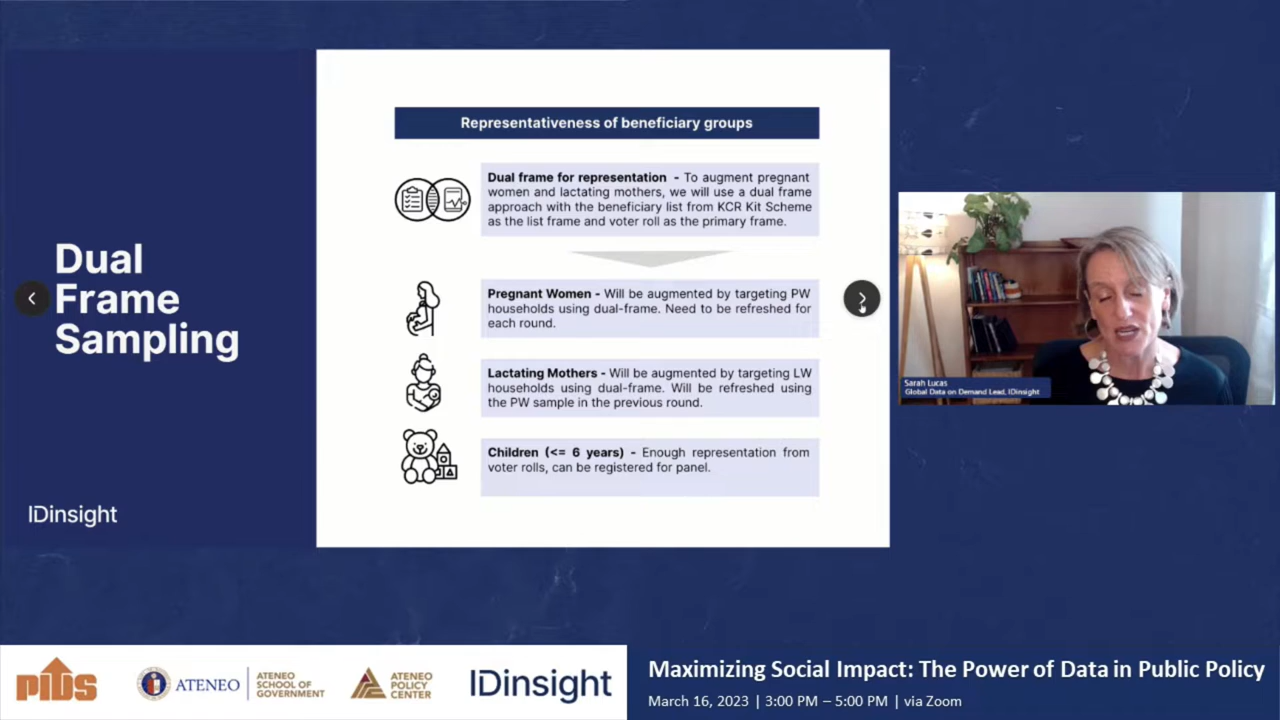 Dual
Frame
Sampling
IDinsight
Representativeness of beneficiary groups
Dual frame for representation - To augment pregnant
women and lactating mothers, we will use a dual frame
approach with the beneficiary list from KCR Kit Scheme
as the list frame and voter roll as the primary frame.
Pregnant Women - Will be augmented by targeting PW
households using dual-frame. Need to be refreshed for
each round.
Lactating Mothers - Will be augmented by targeting LW
households using dual-frame. Will be refreshed using
the PW sample in the previous round.
Children (<= 6 years) - Enough representation from
voter rolls, can be registered for panel.
Sarah Lucas
Global Data on Demand Lead, IDinsight
pids
ATENEO
ATENEO
SCHOOL OF
GOVERNMENT
ATENEO
POLICY
CENTER
IDinsight
Maximizing Social Impact: The Power of Data in Public Policy
March 16, 2023 | 3:00 PM – 5:00 PM | via Zoom